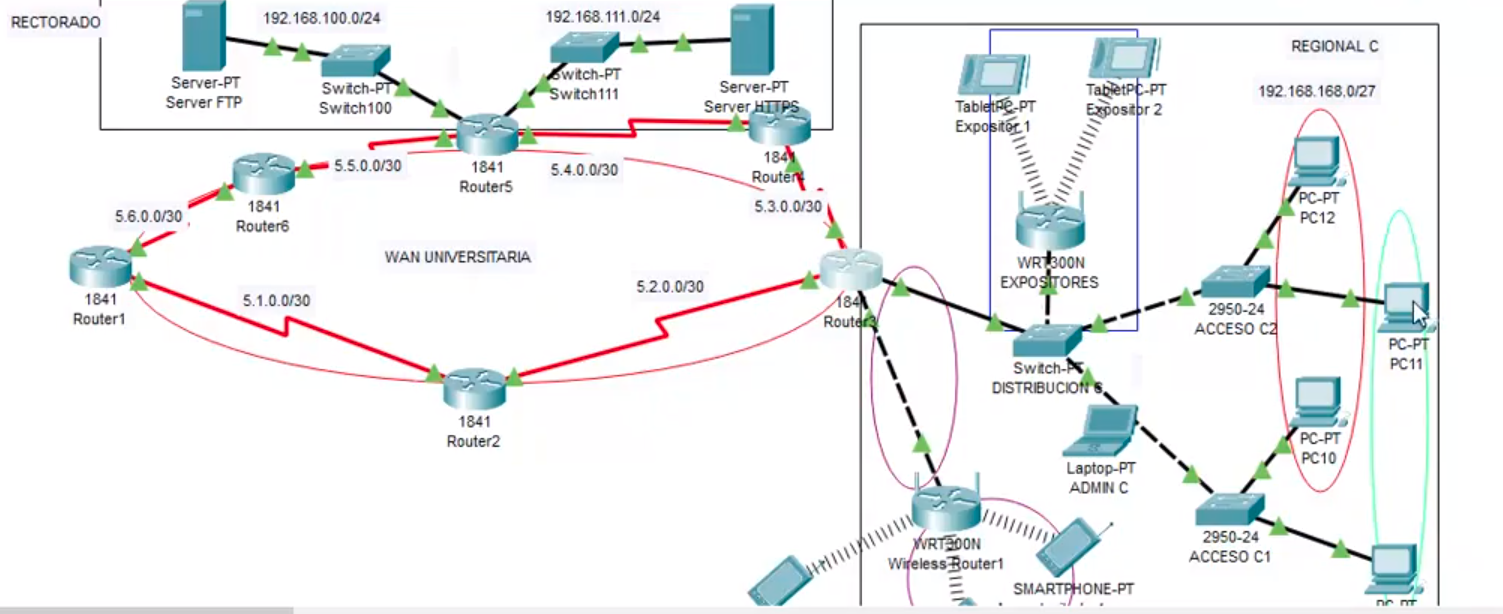 RECTORADO
192.168.100.0/24
192.168.111.0/24
Server-PT
Server FTP
Switch-PT
Switch100
Switch-PT
Switch111
Server-PT
Server HTTPS
1841
Router5
1841
Router4
5.5.0.0/30
5.4.0.0/30
5.3.0.0/30
1841
Router6
5.6.0.0/30
WAN UNIVERSITARIA
1841
Router1
5.1.0.0/30
5.2.0.0/30
1841
Router2
Router3
REGIONAL C
192.168.168.0/27
TabletPC-PT
Expositor 1
TabletPC-PT
Expositor 2
WRT300N
EXPOSITORES
PC-PT
PC12
2950-24
ACCESO C2
PC-PT
PC11
Switch-PT
DISTRIBUCION C
Laptop-PT
ADMIN C
PC-PT
PC10
2950-24
ACCESO C1
WRT300N
Wireless Router1
SMARTPHONE-PT
PC-PT